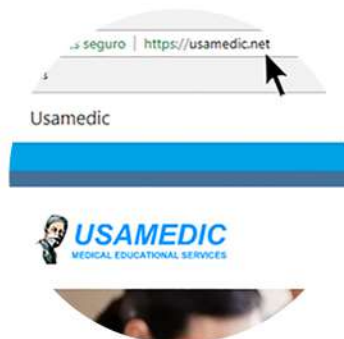 s seguro | https://usamedic.net
s
Usamedic
USAMEDIC
MEDICAL EDUCATIONAL SERVICES